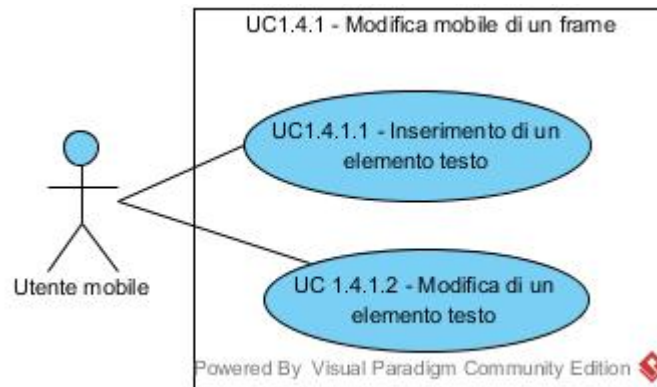 UC1.4.1 - Modifica mobile di un frame
UC1.4.1.1 - Inserimento di un
elemento testo
Utente mobile
UC 1.4.1.2 - Modifica di un
elemento testo
Powered By Visual Paradigm Community Edition